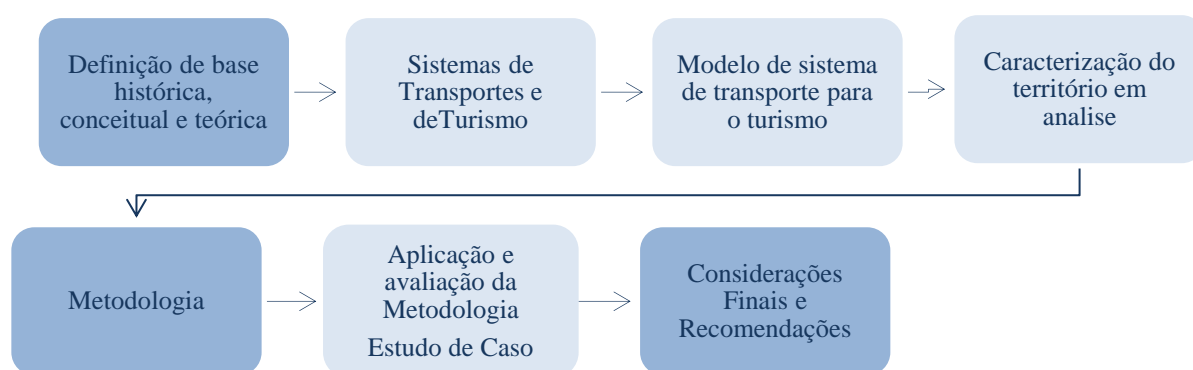 Definição de base
histórica,
conceitual e teórica
Sistemas de
Transportes e
deTurismo
Modelo de sistema
de transporte para
o turismo
Caracterização do
território em
analise
Metodologia
Aplicação e
avaliação da
Metodologia
Estudo de Caso
Considerações
Finais e
Recomendações